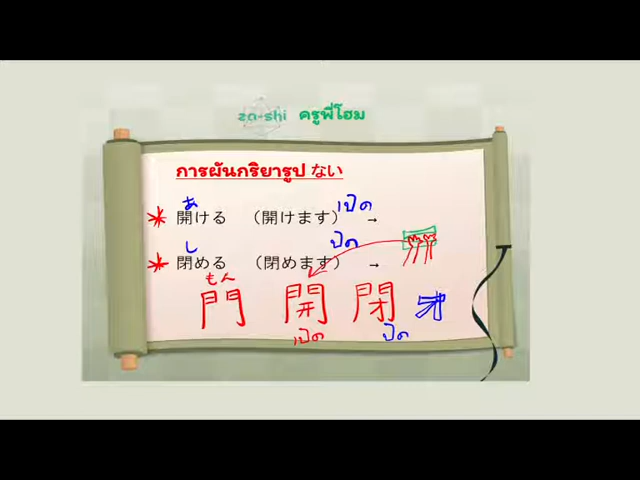 za-shi ครูพี่โฮม
การผันกริยารูป ない
あ เปิด
開ける （開けます） →
し ปิด
閉める （閉めます） →
もん
門 開 閉
เปิด ปิด